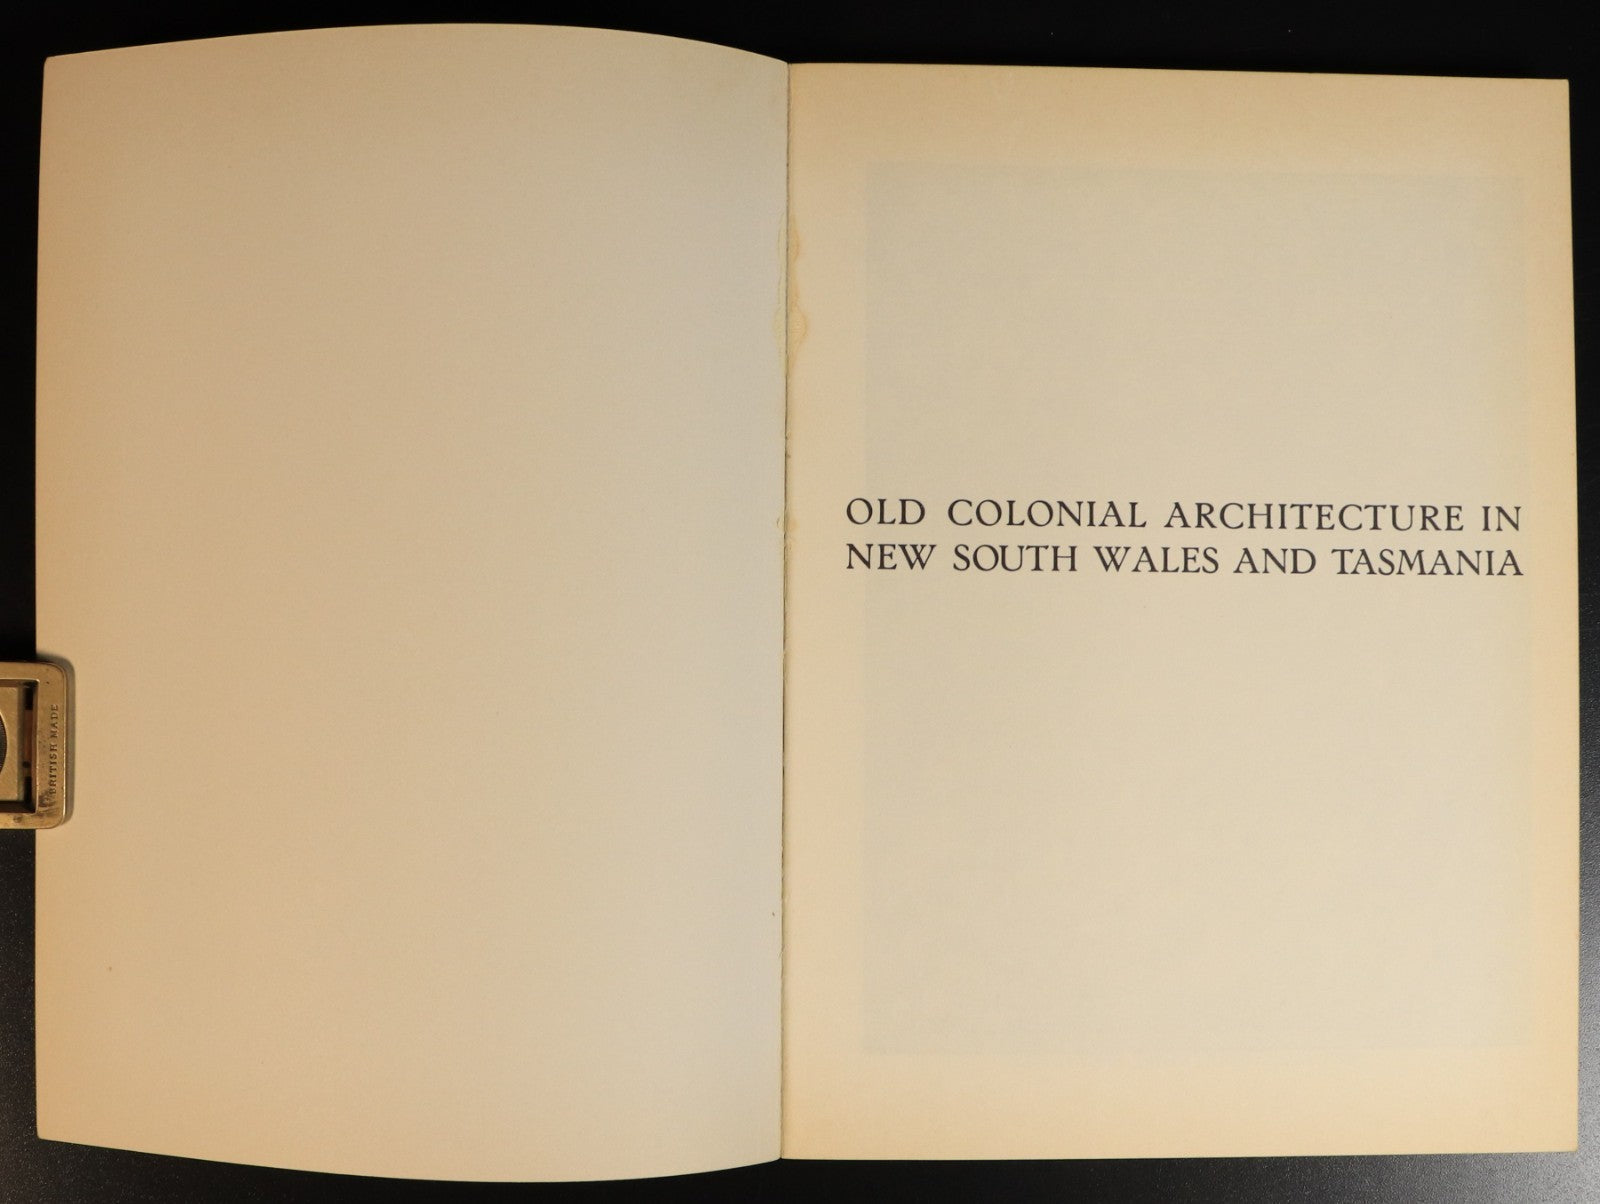 OLD COLONIAL ARCHITECTURE IN
NEW SOUTH WALES AND TASMANIA
BRITISH MADE